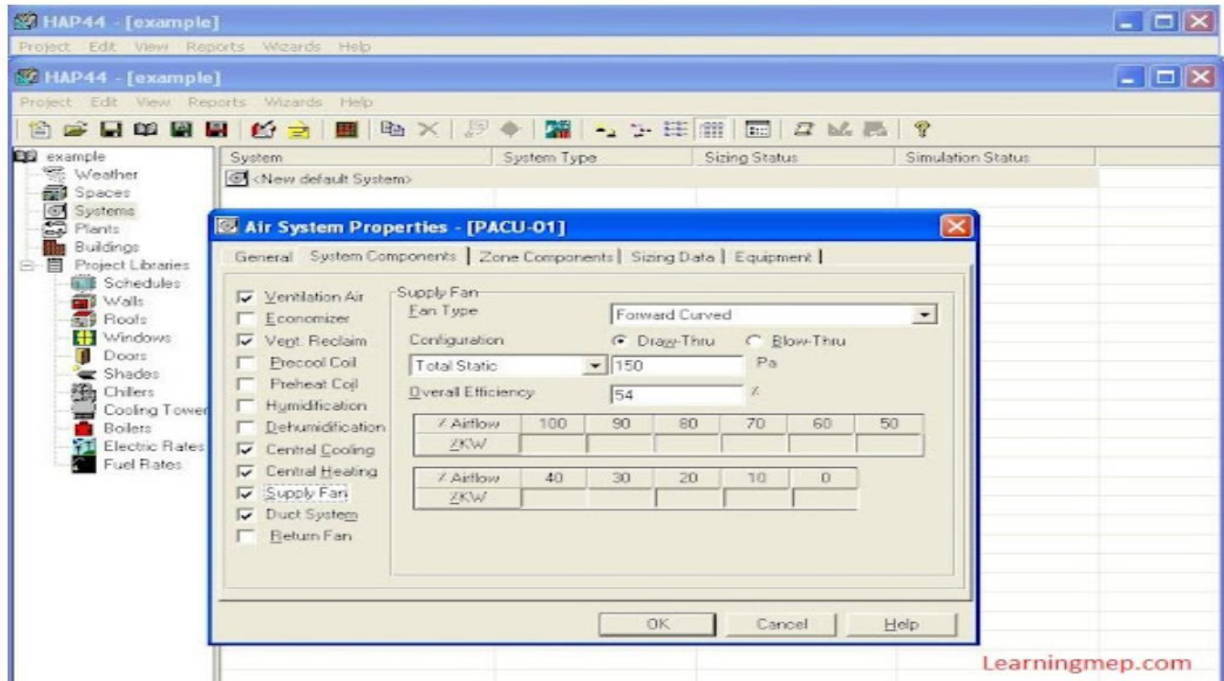 HAP44 - [example]
Project Edit View Reports Wizards Help
HAP44 - [example]
Project Edit View Reports Wizards Help
example
Weather
Spaces
Systems
Plants
Buildings
Project Libraries
Schedules
Walls
Roofs
Windows
Doors
Shades
Chillers
Cooling Tower
Boilers
Electric Rates
Fuel Rates
System System Type Sizing Status Simulation Status
<New default System>
Air System Properties - [PACU-01]
General System Components Zone Components Sizing Data Equipment
Ventilation Air
Economizer
Vent. Reclaim
Precool Coil
Preheat Coil
Humidification
Dehumidification
Central Cooling
Central Heating
Supply Fan
Duct System
Return Fan
Supply Fan
Fan Type Forward Curved
Configuration Draw-Thru Blow-Thru
Total Static 150 Pa
Overall Efficiency 54 %
% Airflow 100 90 80 70 60 50
%KW
% Airflow 40 30 20 10 0
%KW
OK Cancel Help
Learningmep.com